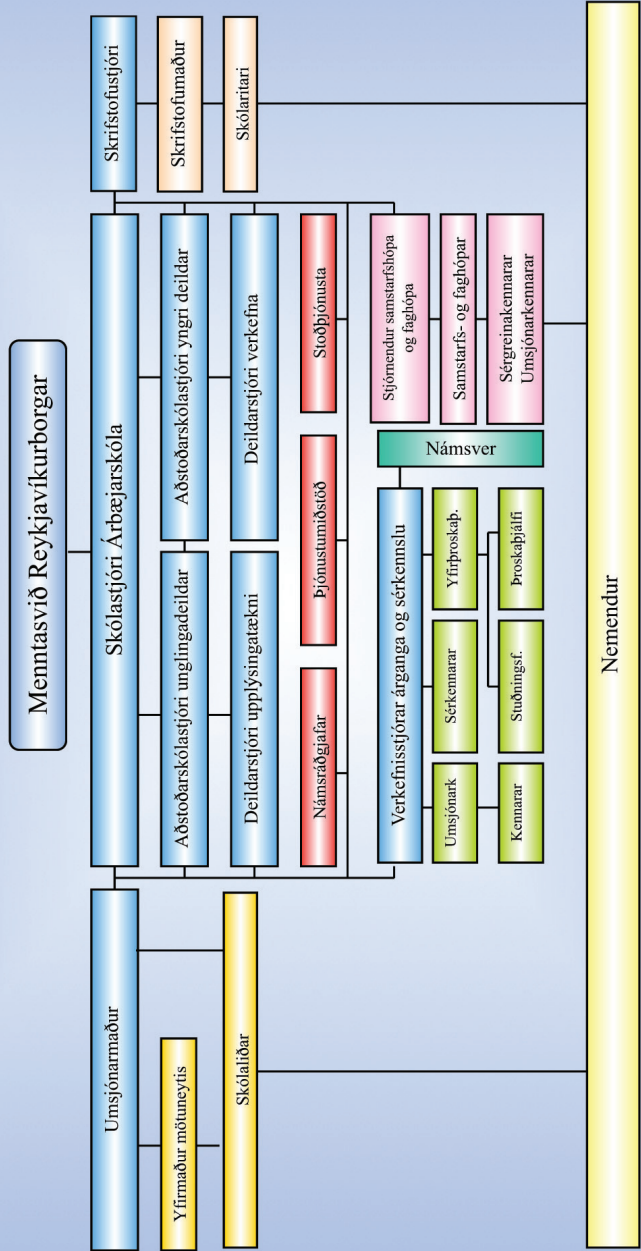 Menntasvið Reykjavíkurborgar
Umsjónarmaður
Skólastjóri Árbæjarskóla
Skrifstofustjóri
Yfirmaður mötuneytis
Aðstoðarskólastjóri unglingadeildar
Aðstoðarskólastjóri yngri deildar
Skrifstofumaður
Skólaliðar
Deildarstjóri upplýsingatækni
Deildarstjóri verkefna
Skólaritari
Námsráðgjafar
Þjónustumiðstöð
Stoðþjónusta
Verkefnisstjórar árganga og sérkennslu
Námsver
Stjórnendur samstarfshópa
og faghópa
Umsjónark
Sérkennarar
Yfirþroskaþ.
Samstarfs- og faghópar
Kennarar
Stuðningsf.
Þroskaþjálfi
Sérgreinakennarar
Umsjónarkennarar
Nemendur